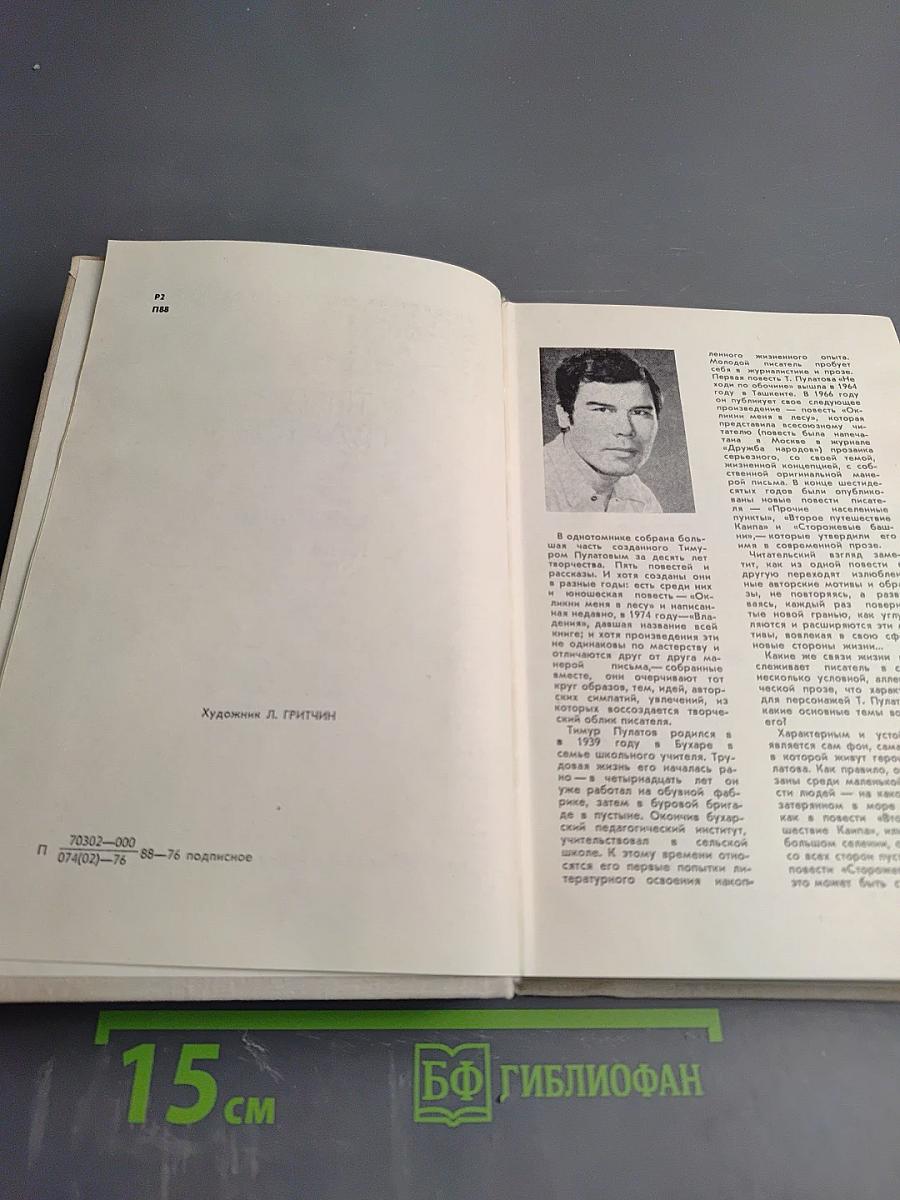 Р2
П88
Художник Л. ГРИТЧИН
П 70302—000
074(02)—76 88—76 подписное
В однотомнике собрана боль-
шая часть созданного Тиму-
ром Пулатовым за десять лет
творчества. Пять повестей и
рассказы. И хотя созданы они
в разные годы: есть среди них
и юношеская повесть — «Ок-
ликни меня в лесу» и написан-
ная недавно, в 1974 году—«Вла-
дения», давшая название всей
книге; и хотя произведения эти
не одинаковы по мастерству и
отличаются друг от друга ма-
нерой письма,— собранные
вместе, они очерчивают тот
круг образов, тем, идей, автор-
ских симпатий, увлечений, из
которых воссоздается творче-
ский облик писателя.
Тимур Пулатов родился в
в 1939 году в Бухаре в
семье школьного учителя. Тру-
довая жизнь его началась ра-
но — в четырнадцать лет он
уже работал на обувной фаб-
рике, затем в буровой брига-
де в пустыне. Окончив бухар-
ский педагогический институт,
учительствовал в сельской
школе. К этому времени отно-
сятся его первые попытки ли-
тературного освоения накоп-
ленного жизненного опыта.
Молодой писатель пробует
себя в журналистике и прозе.
Первая повесть Т. Пулатова «Не
ходи по обочине» вышла в 1964
году в Ташкенте. В 1966 году
он публикует свое следующее
произведение — повесть «Ок-
ликни меня в лесу», которая
представила всесоюзному чи-
тателю (повесть была напеча-
тана в Москве в журнале
«Дружба народов») прозаика
серьезного, со своей темой,
жизненной концепцией, с соб-
ственной оригинальной мане-
рой письма. В конце шестиде-
сятых годов были опублико-
ваны новые повести писате-
ля — «Прочие населенные
пункты», «Второе путешествие
Каипа» и «Сторожевые баш-
ни»,— которые утвердили его
имя в современной прозе.
Читательский взгляд заме-
тит, как из одной повести
другую переходят излюблен
ные авторские мотивы и обра
зы, не повторяясь, а разв
ваясь, каждый раз поверн
тые новой гранью, как углу
ляются и расширяются эти
тивы, вовлекая в свою сф
новые стороны жизни...
Какие же связи жизни
слеживает писатель в с
несколько условной, алле
ческой прозе, что харак
для персонажей Т. Пулат
какие основные темы во
его?
Характерным и усто
является сам фон, сама
в которой живут геро
латова. Как правило, о
заны среди маленькой
сти людей — на како
затерянном в море
как в повести «Вто
шествие Каипа», ил
большом селении,
со всех сторон пуст
повести «Стороже
это может быть с
15 см
БФ ГИБЛИОФАН